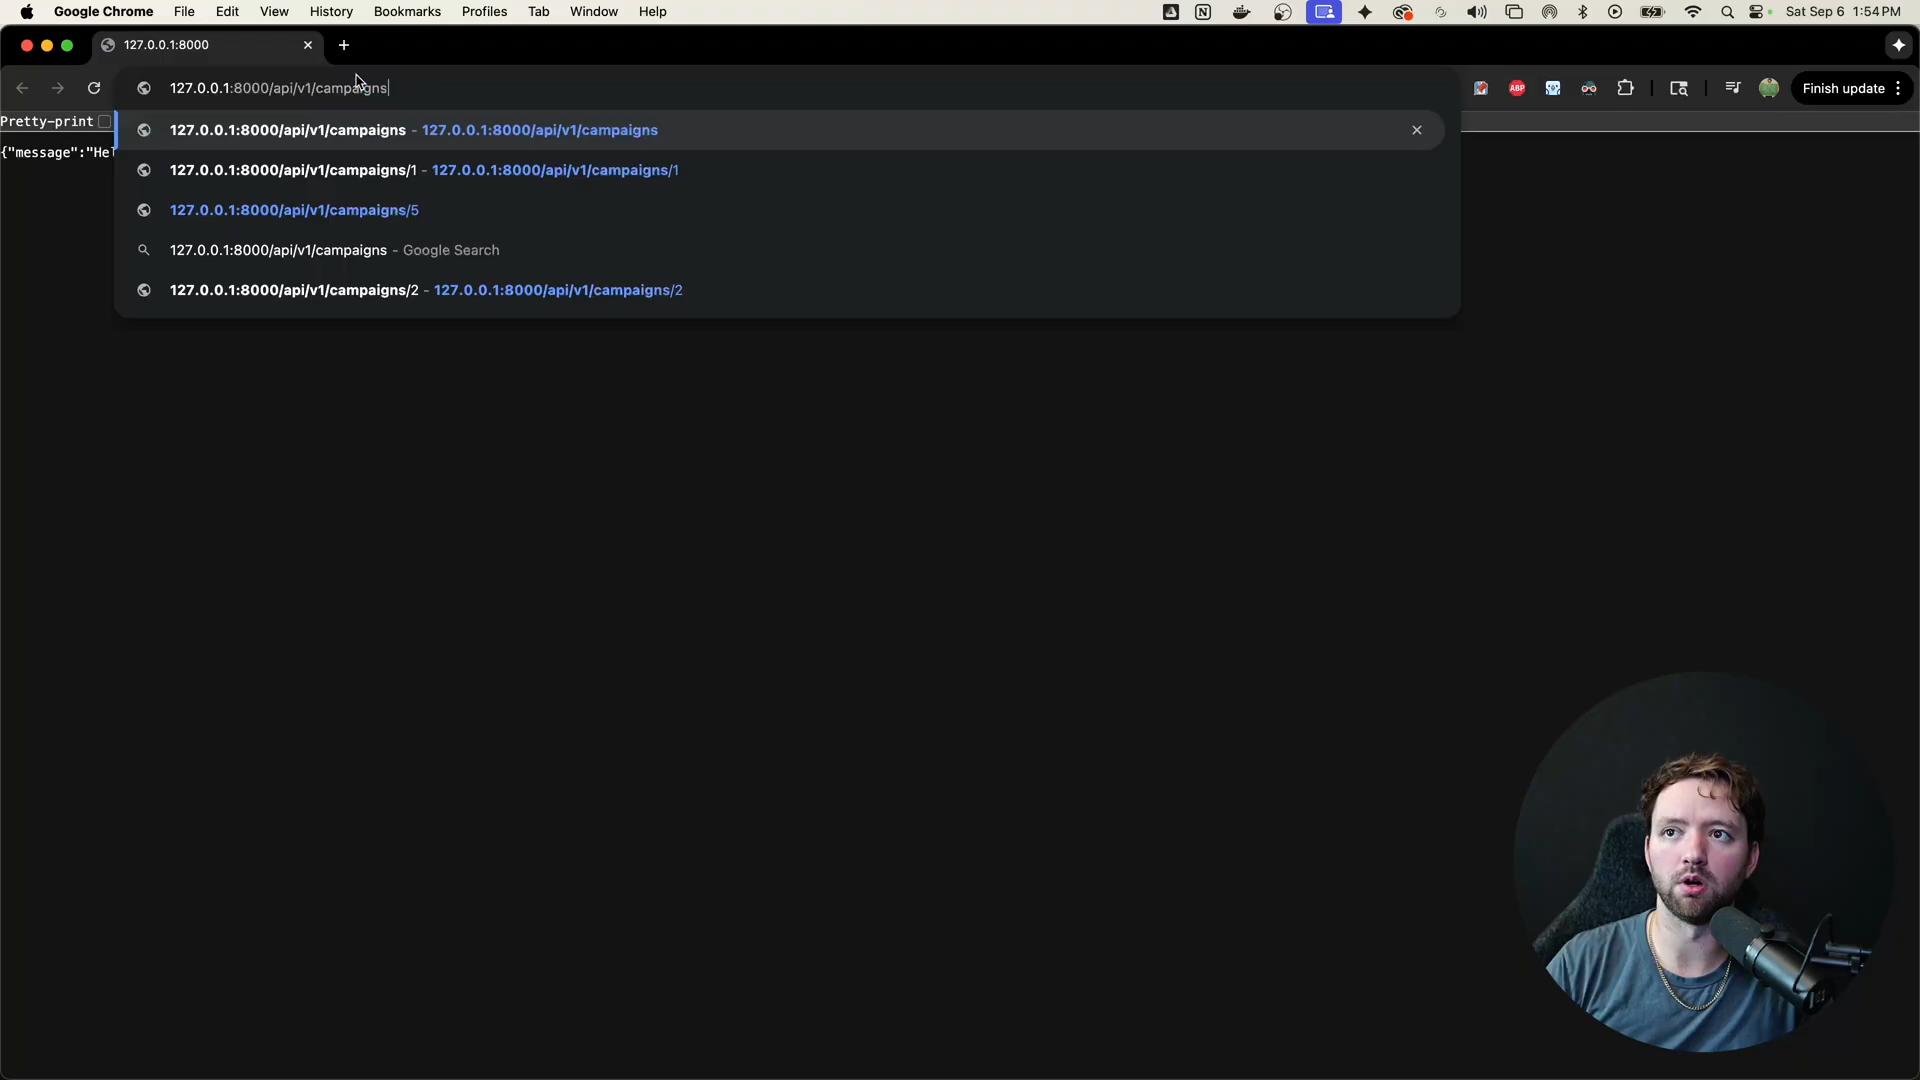 Google Chrome File Edit View History Bookmarks Profiles Tab Window Help Sat Sep 6 1:54 PM
127.0.0.1:8000
127.0.0.1:8000/api/v1/campaigns Finish update
Pretty-print
127.0.0.1:8000/api/v1/campaigns - 127.0.0.1:8000/api/v1/campaigns
{"message":"Hel
127.0.0.1:8000/api/v1/campaigns/1 - 127.0.0.1:8000/api/v1/campaigns/1
127.0.0.1:8000/api/v1/campaigns/5
127.0.0.1:8000/api/v1/campaigns - Google Search
127.0.0.1:8000/api/v1/campaigns/2 - 127.0.0.1:8000/api/v1/campaigns/2
ABP